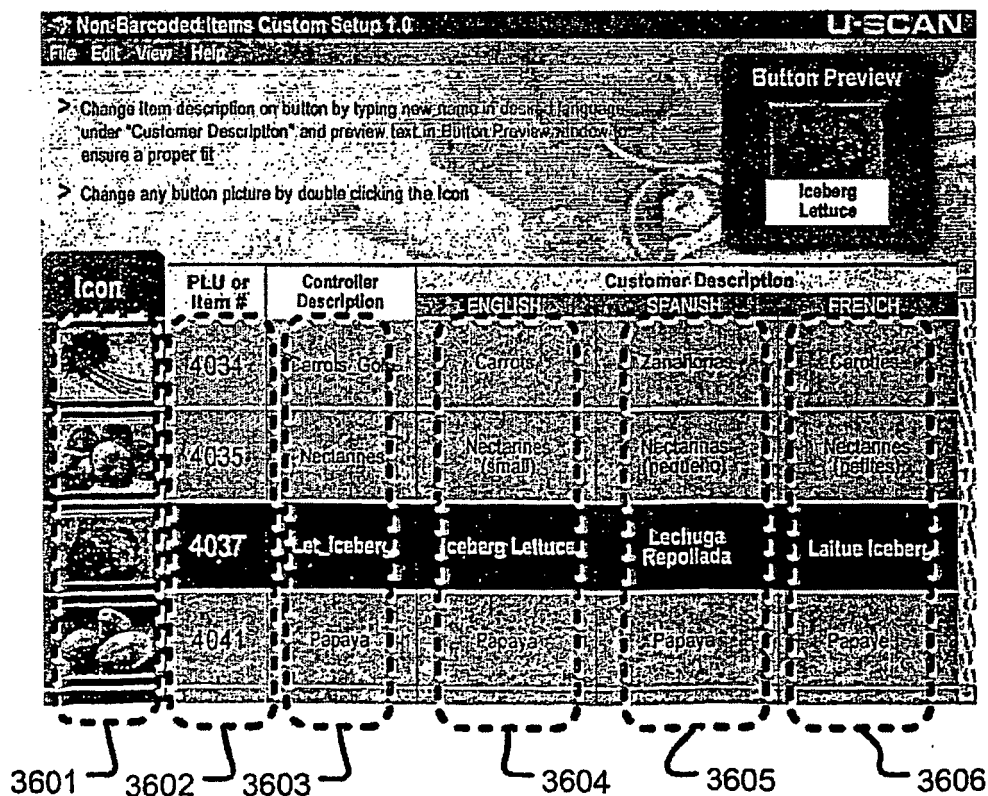 Non-Barcoded Items Custom Setup 1.0
U-SCAN
File Edit View Help
Button Preview
> Change item description on button by typing new name in desired language
under "Customer Description" and preview text in Button Preview window to
ensure a proper fit
> Change any button picture by double clicking the Icon
Iceberg
Lettuce
Icon
PLU or
Item #
Controller
Description
Customer Description
ENGLISH
SPANISH
FRENCH
4034
Carrots
Zanahorias
4035
Nectarines
Nectarines
(small)
Nectarinas
(pequeño)
Nectarines
(petites)
4037
Let, Iceberg
Iceberg Lettuce
Lechuga
Repollada
Laitue Iceberg
4041
Papaya
Papaya
Papaya
3601
3602
3603
3604
3605
3606